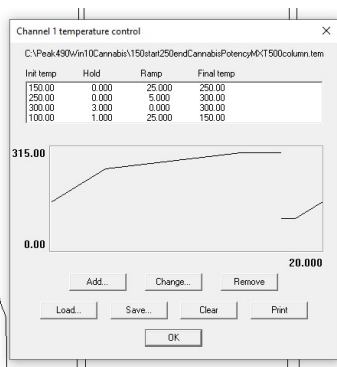 Channel 1 temperature control
C:\Peak490Win10Cannabis\150start250endCannabisPotencyMXT500column.tem
Init temp Hold Ramp Final temp
150.00 0.000 25.000 250.00
250.00 0.000 5.000 300.00
300.00 3.000 0.000 300.00
100.00 1.000 25.000 150.00
315.00
0.00
20.000
Add... Change... Remove
Load... Save... Clear Print
OK